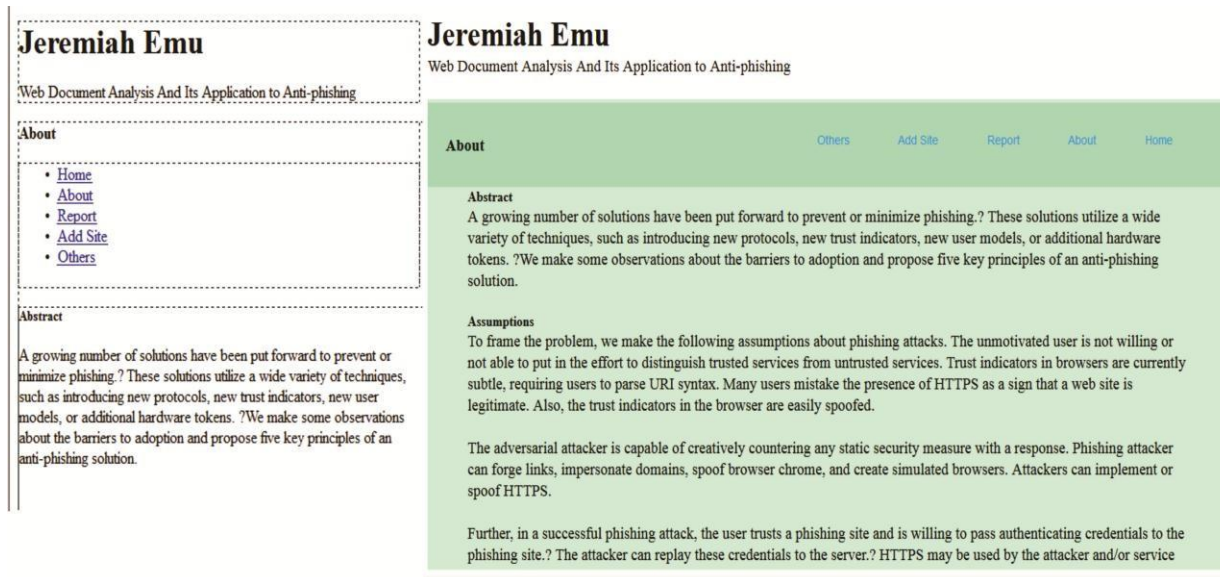 Jeremiah Emu
Web Document Analysis And Its Application to Anti-phishing
About
• Home
• About
• Report
• Add Site
• Others
Abstract
A growing number of solutions have been put forward to prevent or
minimize phishing.? These solutions utilize a wide variety of techniques,
such as introducing new protocols, new trust indicators, new user
models, or additional hardware tokens. ?We make some observations
about the barriers to adoption and propose five key principles of an
anti-phishing solution.
Jeremiah Emu
Web Document Analysis And Its Application to Anti-phishing
About Others Add Site Report About Home
Abstract
A growing number of solutions have been put forward to prevent or minimize phishing.? These solutions utilize a wide
variety of techniques, such as introducing new protocols, new trust indicators, new user models, or additional hardware
tokens. ?We make some observations about the barriers to adoption and propose five key principles of an anti-phishing
solution.
Assumptions
To frame the problem, we make the following assumptions about phishing attacks. The unmotivated user is not willing or
not able to put in the effort to distinguish trusted services from untrusted services. Trust indicators in browsers are currently
subtle, requiring users to parse URI syntax. Many users mistake the presence of HTTPS as a sign that a web site is
legitimate. Also, the trust indicators in the browser are easily spoofed.
The adversarial attacker is capable of creatively countering any static security measure with a response. Phishing attacker
can forge links, impersonate domains, spoof browser chrome, and create simulated browsers. Attackers can implement or
spoof HTTPS.
Further, in a successful phishing attack, the user trusts a phishing site and is willing to pass authenticating credentials to the
phishing site.? The attacker can replay these credentials to the server.? HTTPS may be used by the attacker and/or service